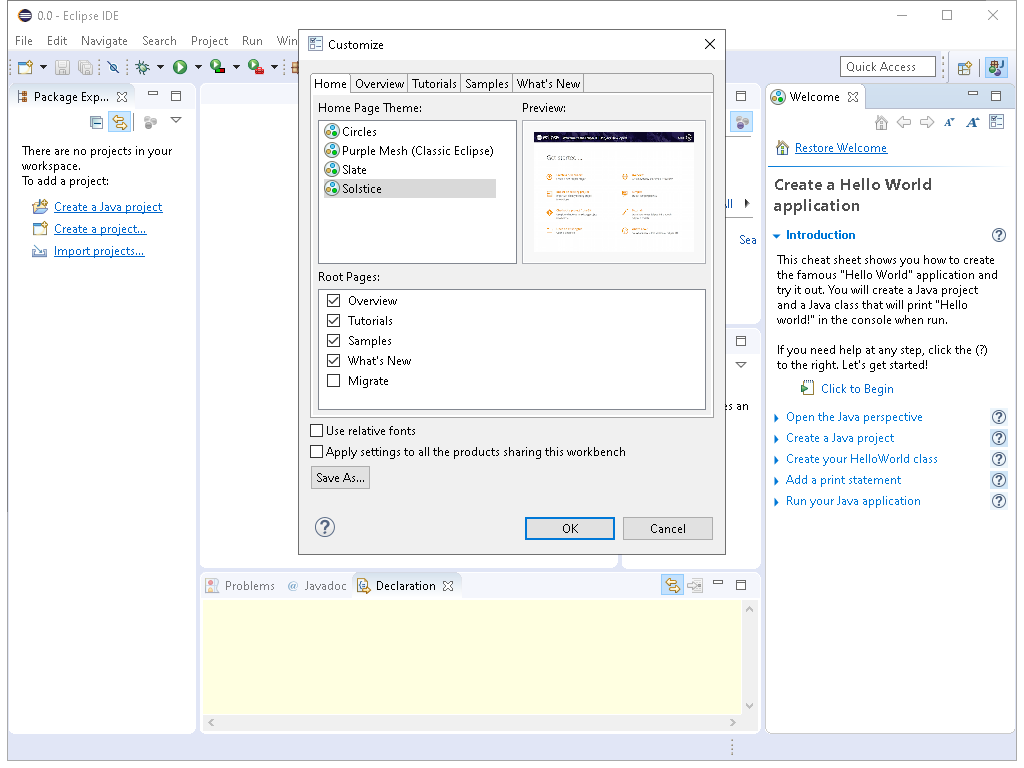 0.0 - Eclipse IDE
File Edit Navigate Search Project Run Win
Quick Access
Package Exp...
There are no projects in your
workspace.
To add a project:
Create a Java project
Create a project...
Import projects...
Customize
Home Overview Tutorials Samples What's New
Home Page Theme:
Circles
Purple Mesh (Classic Eclipse)
Slate
Solstice
Preview:
Get started...
Root Pages:
Overview
Tutorials
Samples
What's New
Migrate
Use relative fonts
Apply settings to all the products sharing this workbench
Save As...
OK Cancel
All
Sea
es an
Welcome
Restore Welcome
Create a Hello World
application
Introduction
This cheat sheet shows you how to create
the famous "Hello World" application and
try it out. You will create a Java project
and a Java class that will print "Hello
world!" in the console when run.
If you need help at any step, click the (?)
to the right. Let's get started!
Click to Begin
Open the Java perspective
Create a Java project
Create your HelloWorld class
Add a print statement
Run your Java application
Problems @ Javadoc Declaration